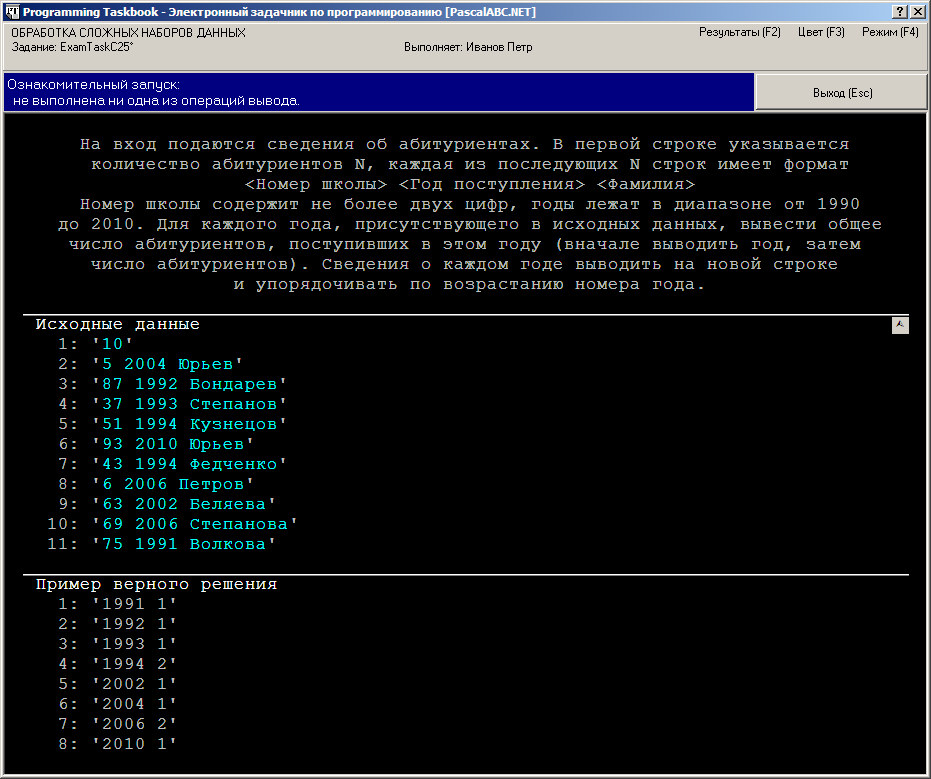 Programming Taskbook - Электронный задачник по программированию [PascalABC.NET]
ОБРАБОТКА СЛОЖНЫХ НАБОРОВ ДАННЫХ
Результаты (F2) Цвет (F3) Режим (F4)
Задание: ExamTaskC25° Выполняет: Иванов Петр
Ознакомительный запуск:
не выполнена ни одна из операций вывода.
Выход (Esc)
На вход подаются сведения об абитуриентах. В первой строке указывается
количество абитуриентов N, каждая из последующих N строк имеет формат
<Номер школы> <Год поступления> <Фамилия>
Номер школы содержит не более двух цифр, годы лежат в диапазоне от 1990
до 2010. Для каждого года, присутствующего в исходных данных, вывести общее
число абитуриентов, поступивших в этом году (вначале выводить год, затем
число абитуриентов). Сведения о каждом годе выводить на новой строке
и упорядочивать по возрастанию номера года.
Исходные данные
1: '10'
2: '5 2004 Юрьев'
3: '87 1992 Бондарев'
4: '37 1993 Степанов'
5: '51 1994 Кузнецов'
6: '93 2010 Юрьев'
7: '43 1994 Федченко'
8: '6 2006 Петров'
9: '63 2002 Беляева'
10: '69 2006 Степанова'
11: '75 1991 Волкова'
Пример верного решения
1: '1991 1'
2: '1992 1'
3: '1993 1'
4: '1994 2'
5: '2002 1'
6: '2004 1'
7: '2006 2'
8: '2010 1'